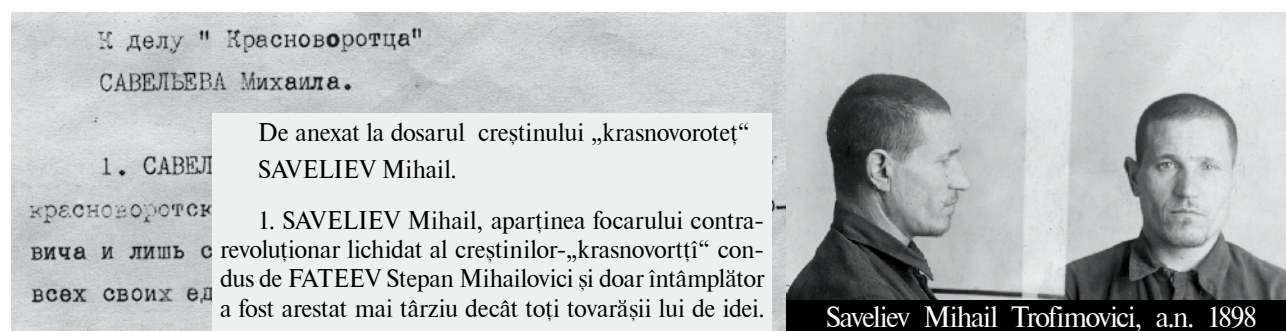 К делу " Красноворотца"
САВЕЛЬЕВА Михаила.
De anexat la dosarul creștinului „krasnovoroteț“
SAVELIEV Mihail.
1. САВЕЛ
красноворотск
вича и лишь с
всех своих ед
1. SAVELIEV Mihail, aparținea focarului contra-
revoluționar lichidat al creștinilor-„krasnovorttî“ con-
dus de FATEEV Stepan Mihailovici și doar întâmplător
a fost arestat mai târziu decât toți tovarășii lui de idei.
Saveliev Mihail Trofimovici, a.n. 1898